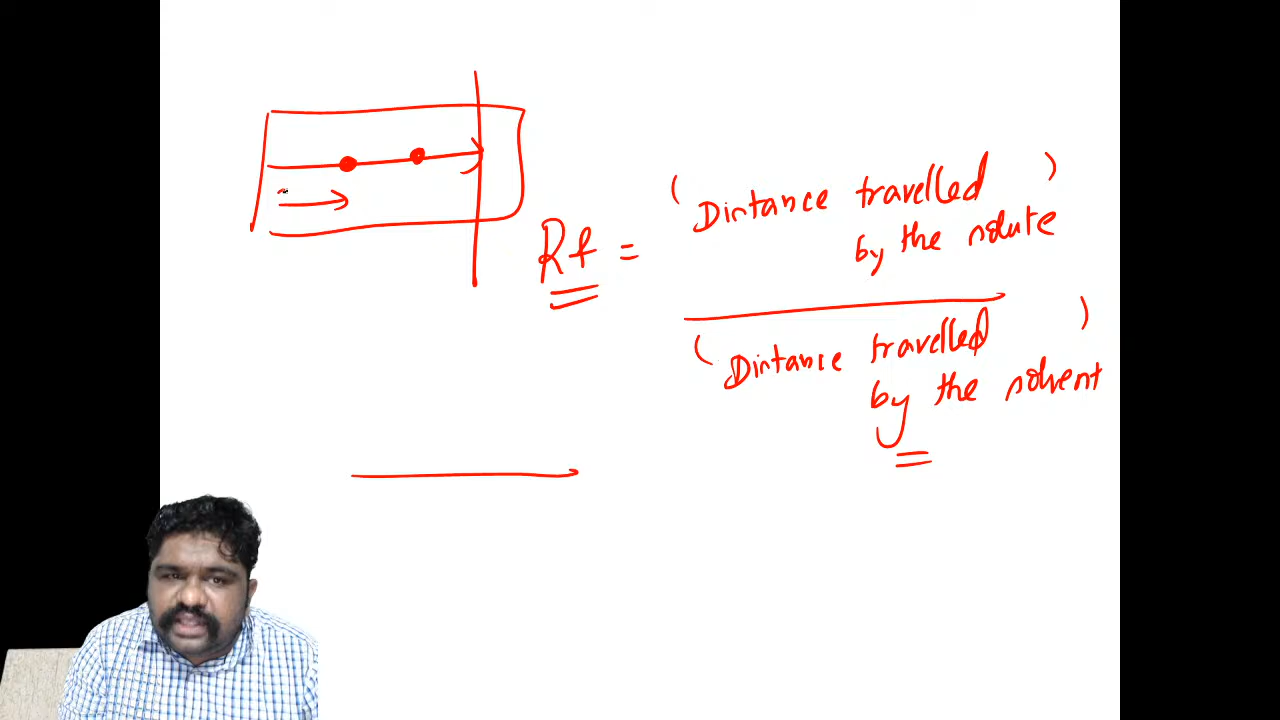 ( Distance travelled )
by the solute
Rf =
( Distance travelled )
by the solvent